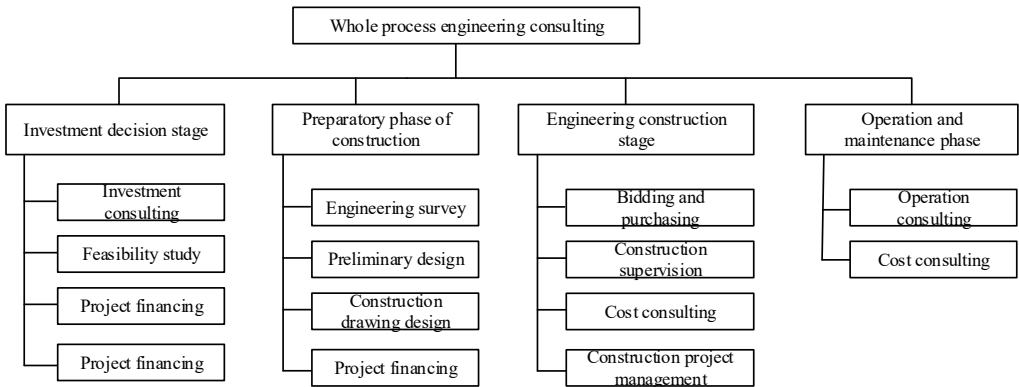 Whole process engineering consulting
Investment decision stage
Investment
consulting
Feasibility study
Project financing
Project financing
Preparatory phase of
construction
Engineering survey
Preliminary design
Construction
drawing design
Project financing
Engineering construction
stage
Bidding and
purchasing
Construction
supervision
Cost consulting
Construction project
management
Operation and
maintenance phase
Operation
consulting
Cost consulting